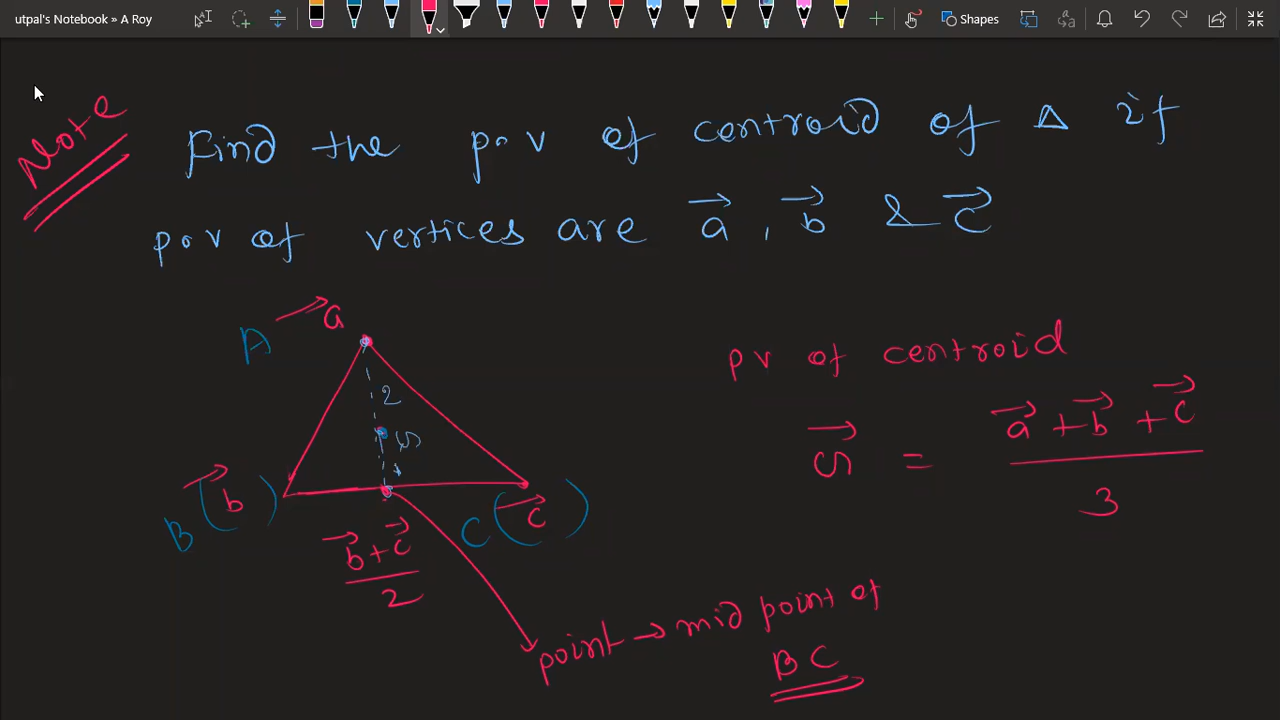 utpal's Notebook » A Roy
Shapes
Note
Find the p.v of centroid of Δ if
p.v of vertices are a⃗, b⃗ & c⃗
A a⃗
2
G
1
B (b⃗)
C (c⃗)
b⃗+c⃗
2
pv of centroid
G⃗ = a⃗ + b⃗ + c⃗
3
point → mid point of
BC